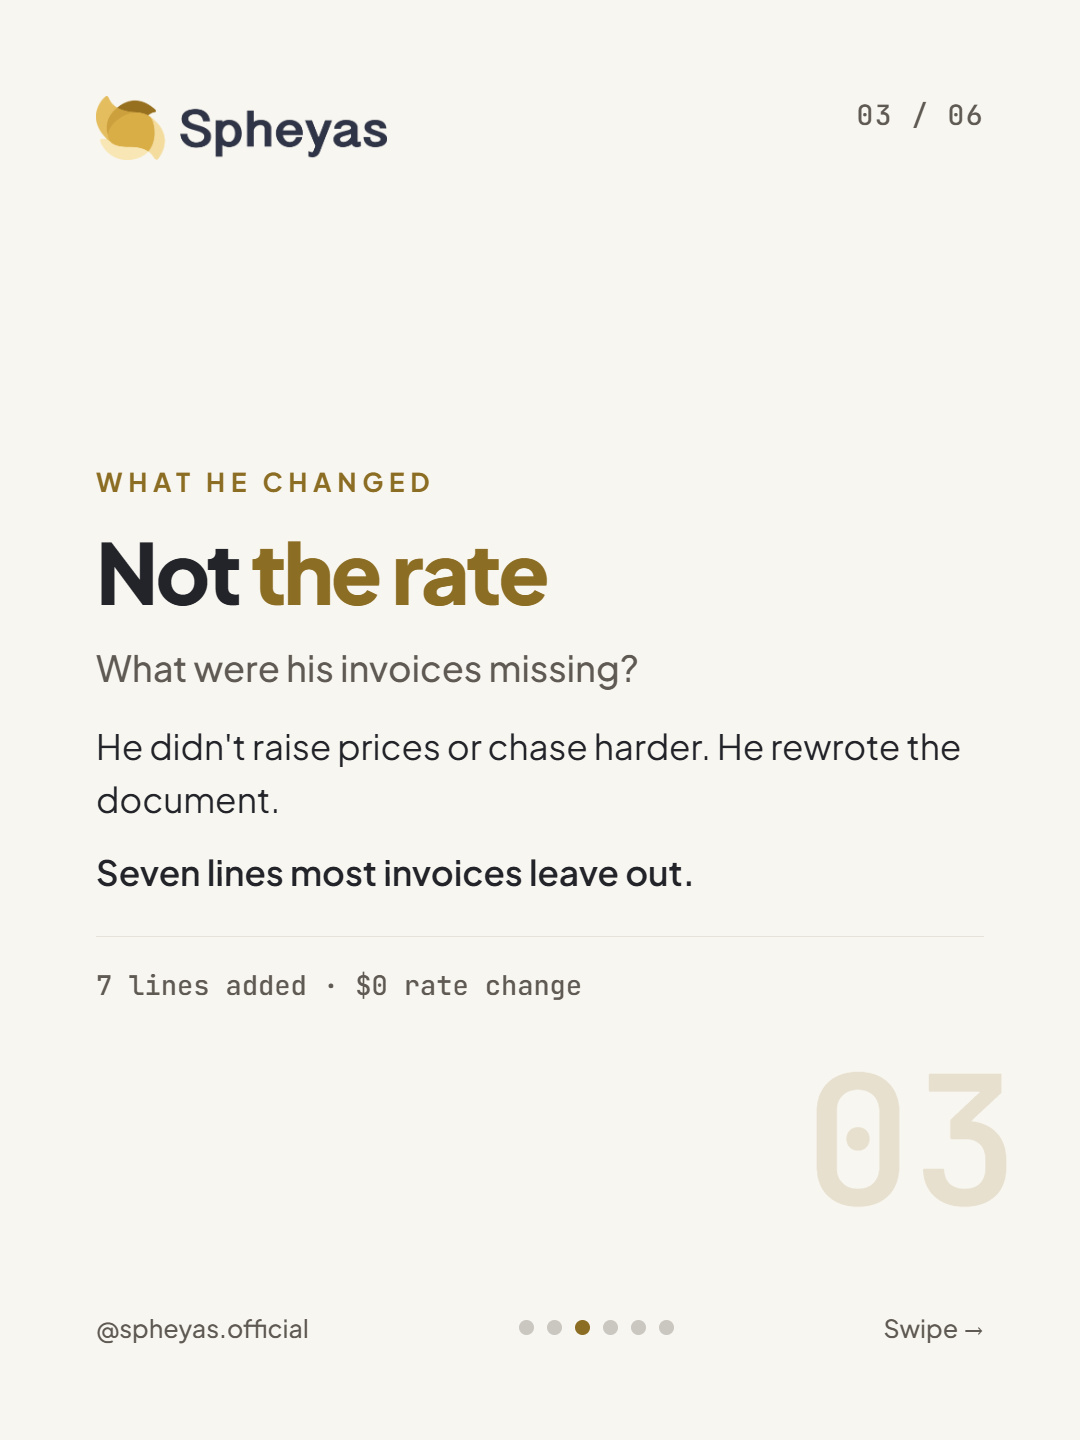 Spheyas
03 / 06
WHAT HE CHANGED
Not the rate
What were his invoices missing?
He didn't raise prices or chase harder. He rewrote the
document.
Seven lines most invoices leave out.
7 lines added · $0 rate change
03
@spheyas.official
Swipe →